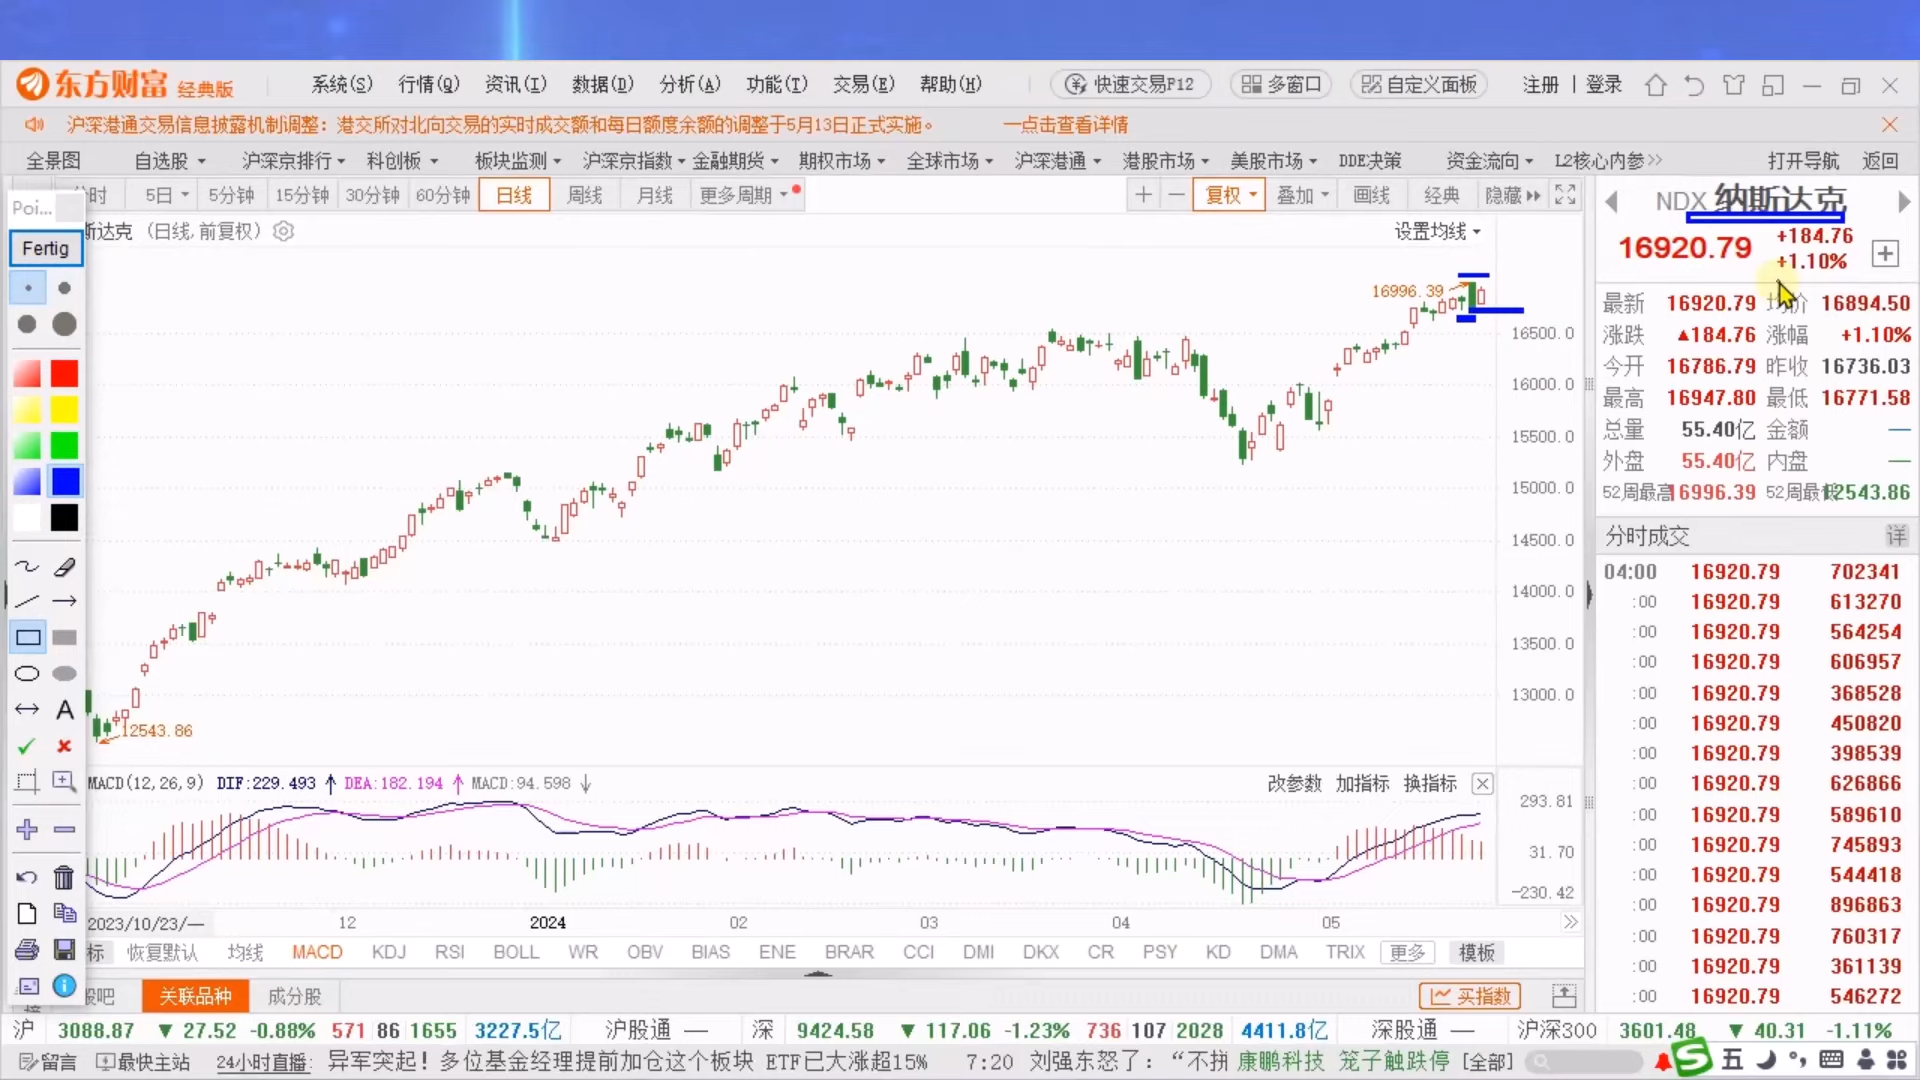 东方财富 经典版 系统(S) 行情(Q) 资讯(I) 数据(D) 分析(A) 功能(T) 交易(E) 帮助(H) 快速交易F12 多窗口 自定义面板 注册 | 登录
沪深港通交易信息披露机制调整：港交所对北向交易的实时成交额和每日额度余额的调整于5月13日正式实施。 一点击查看详情
全景图 自选股 沪深京排行 科创板 板块监测 沪深京指数 金融期货 期权市场 全球市场 沪深港通 港股市场 美股市场 DDE决策 资金流向 L2核心内参>> 打开导航 返回
时 5日 5分钟 15分钟 30分钟 60分钟 日线 周线 月线 更多周期 复权 叠加 画线 经典 隐藏
Poi...
Fertig
斯达克 (日线,前复权) 设置均线
NDX 纳斯达克
16920.79 +184.76
+1.10%
最新 16920.79 均价 16894.50
涨跌 ▲184.76 涨幅 +1.10%
今开 16786.79 昨收 16736.03
最高 16947.80 最低 16771.58
总量 55.40亿 金额 —
外盘 55.40亿 内盘 —
52周最高 16996.39 52周最低 12543.86
分时成交 详
04:00 16920.79 702341
:00 16920.79 613270
:00 16920.79 564254
:00 16920.79 606957
:00 16920.79 368528
:00 16920.79 450820
:00 16920.79 398539
:00 16920.79 626866
:00 16920.79 589610
:00 16920.79 745893
:00 16920.79 544418
:00 16920.79 896863
:00 16920.79 760317
:00 16920.79 361139
:00 16920.79 546272
16996.39
16500.0
16000.0
15500.0
15000.0
14500.0
14000.0
13500.0
13000.0
12543.86
A
MACD(12,26,9) DIF:229.493 ↑ DEA:182.194 ↑ MACD:94.598 ↓ 改参数 加指标 换指标
293.81
31.70
-230.42
2023/10/23/— 12 2024 02 03 04 05
标 恢复默认 均线 MACD KDJ RSI BOLL WR OBV BIAS ENE BRAR CCI DMI DKX CR PSY KD DMA TRIX 更多 模板
股吧 关联品种 成分股 买指数
沪 3088.87 ▼ 27.52 -0.88% 571 86 1655 3227.5亿 沪股通 — 深 9424.58 ▼ 117.06 -1.23% 736 107 2028 4411.8亿 深股通 — 沪深300 3601.48 ▼ 40.31 -1.11%
留言 最快主站 24小时直播: 异军突起！多位基金经理提前加仓这个板块 ETF已大涨超15% 7:20 刘强东怒了：“不拼 康鹏科技 笼子触跌停 [全部] S 五